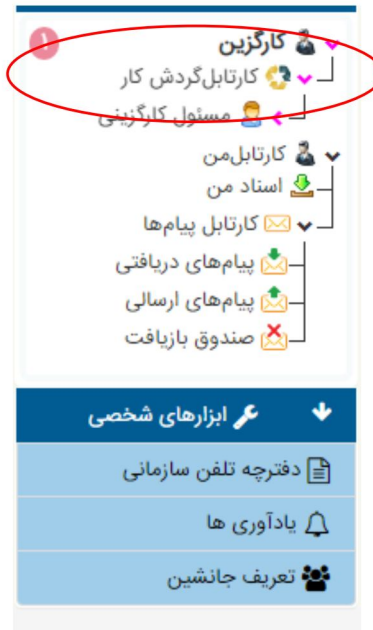 کارگزین ۱
کارتابل‌گردش کار
مسئول کارگزینی
کارتابل‌من
اسناد من
کارتابل پیام‌ها
پیام‌های دریافتی
پیام‌های ارسالی
صندوق بازیافت
ابزارهای شخصی
دفترچه تلفن سازمانی
یادآوری ها
تعریف جانشین